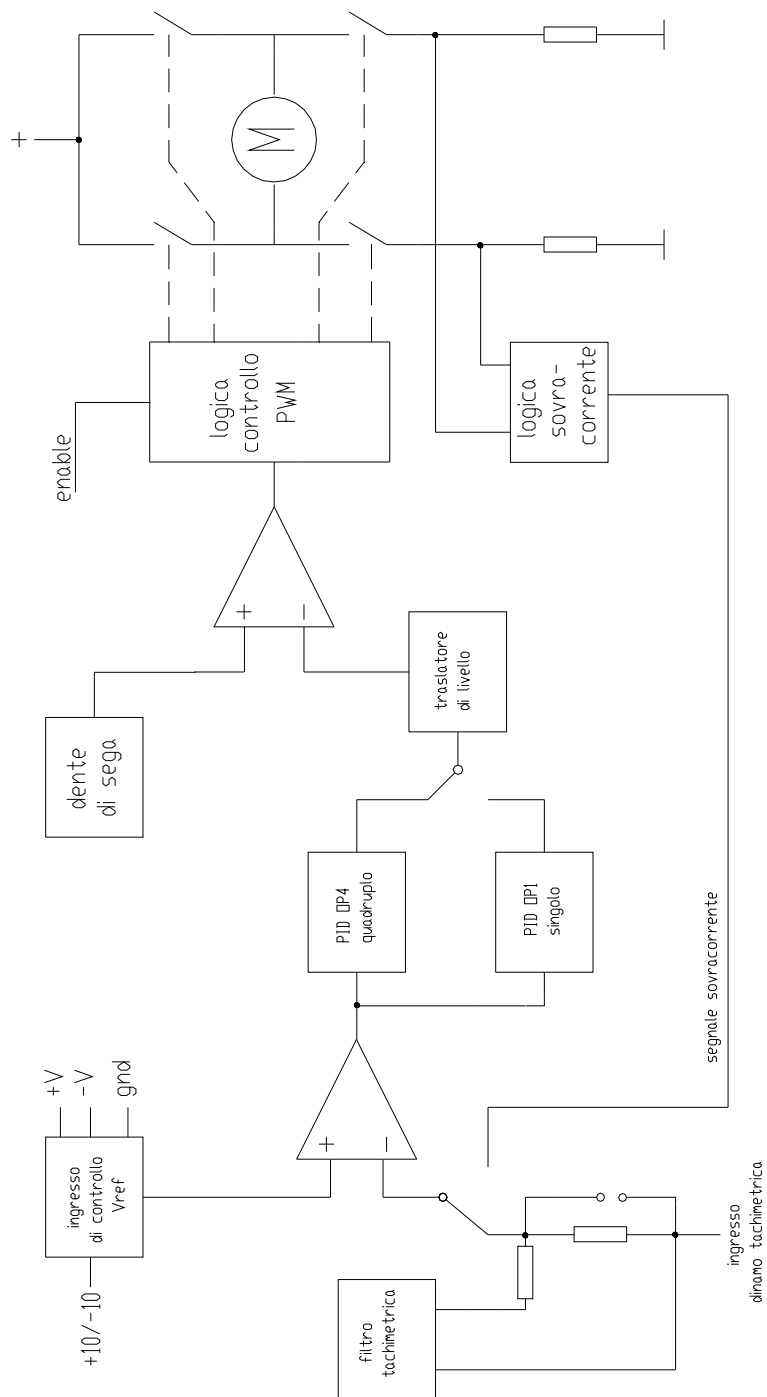 +10/-10
ingresso
di controllo
Vref
+V
-V
gnd
dente
di sega
enable
+
filtro
tachimetrica
+
−
PID OP4
quadruplo
+
−
logica
controllo
PWM
M
PID OP1
singolo
traslatore
di livello
logica
sovra-
corrente
ingresso
dinamo tachimetrica
segnale sovracorrente